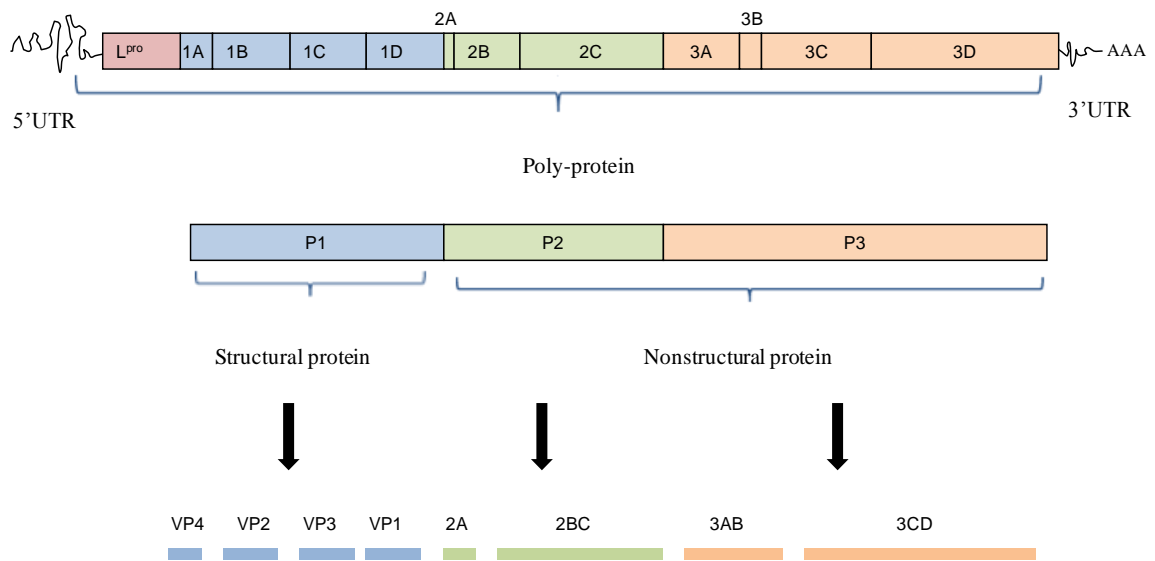 2A 3B
L^pro 1A 1B 1C 1D 2B 2C 3A 3C 3D AAA
5’UTR 3’UTR
Poly-protein
P1 P2 P3
Structural protein Nonstructural protein
VP4 VP2 VP3 VP1 2A 2BC 3AB 3CD